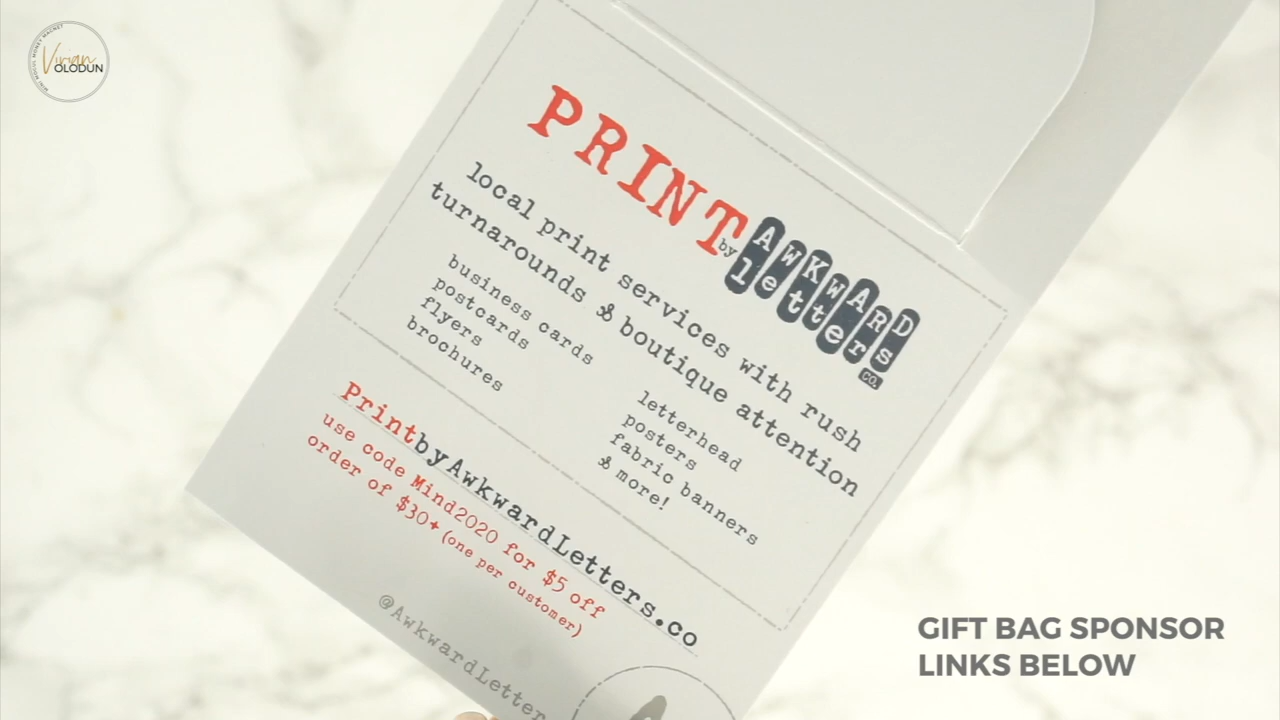 Vivian
OLODUN
PRINT by AWKWARD letters CO.
local print services with rush
turnarounds & boutique attention
business cards
postcards
flyers
brochures
letterhead
posters
fabric banners
& more!
PrintbyAwkwardLetters.co
use code Mind2020 for $5 off
order of $30+ (one per customer)
@AwkwardLetter
GIFT BAG SPONSOR
LINKS BELOW